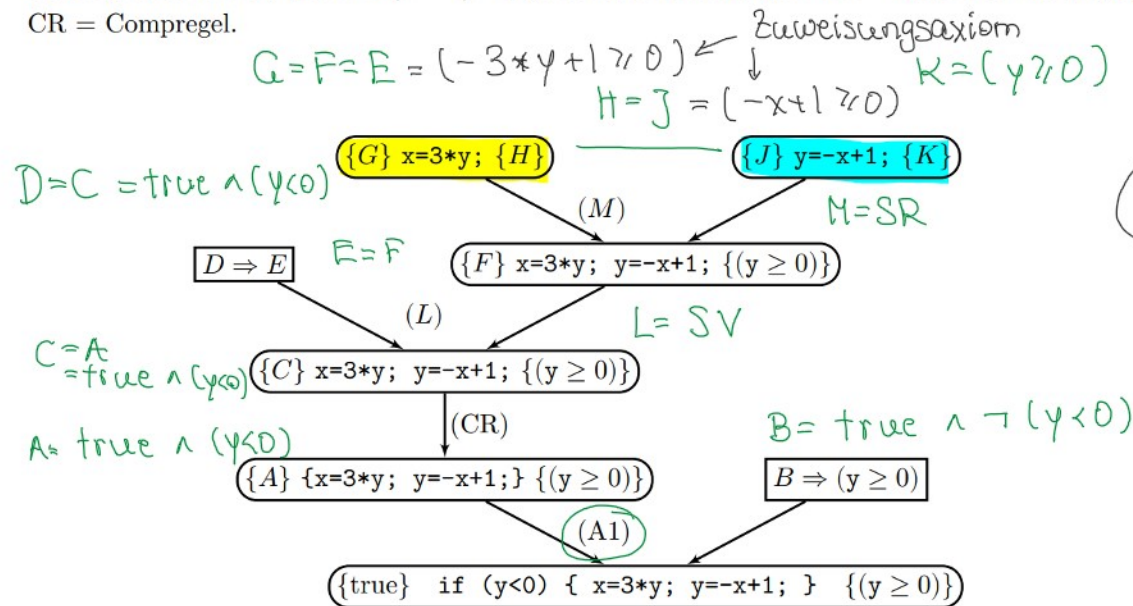 CR = Compregel.
Zuweisungsaxiom
G=F=E = (-3*y+1≥0)
K=(y≥0)
H=J = (-x+1≥0)
{G} x=3*y; {H}
{J} y=-x+1; {K}
D=C = true ∧ (y<0)
(M)
M=SR
D ⇒ E
E=F
{F} x=3*y; y=-x+1; {(y ≥ 0)}
(L)
L= SV
C=A
=true ∧ (y<0)
{C} x=3*y; y=-x+1; {(y ≥ 0)}
(CR)
B= true ∧ ¬ (y<0)
A= true ∧ (y<0)
{A} {x=3*y; y=-x+1;} {(y ≥ 0)}
B ⇒ (y ≥ 0)
(A1)
{true} if (y<0) { x=3*y; y=-x+1; } {(y ≥ 0)}